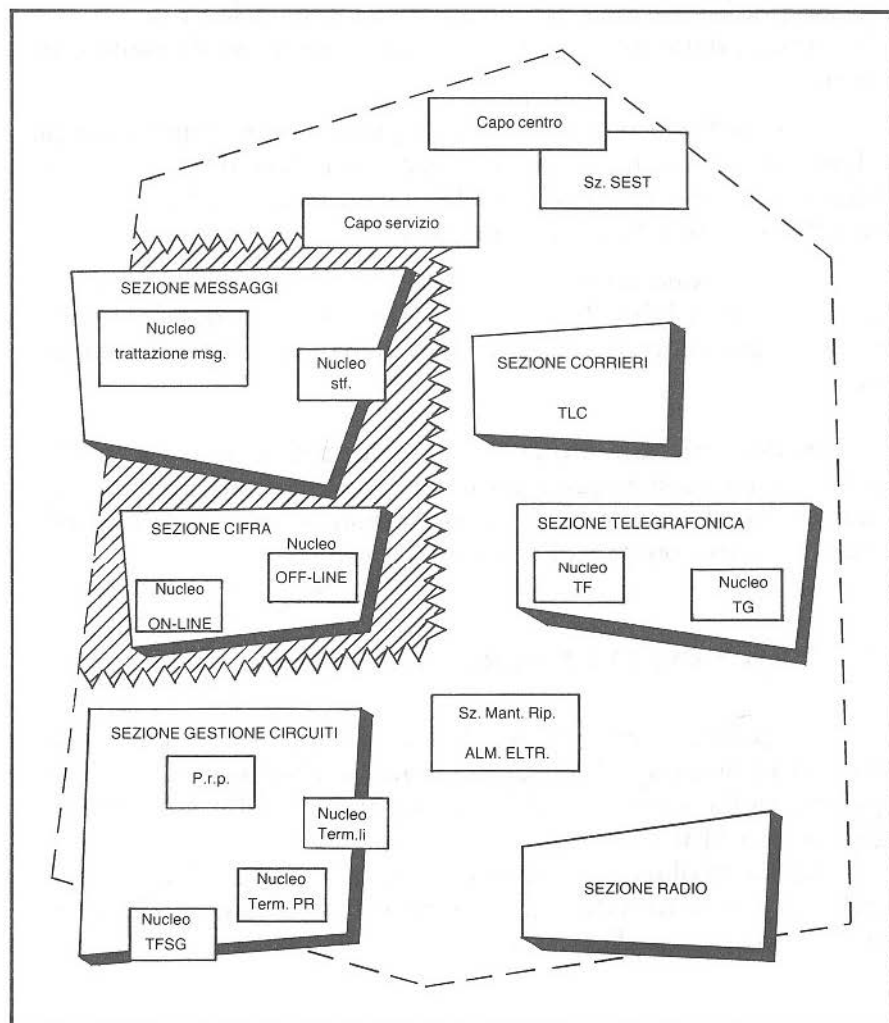 Capo centro
Sz. SEST
Capo servizio
SEZIONE MESSAGGI
Nucleo
trattazione msg.
Nucleo
stf.
SEZIONE CORRIERI
TLC
SEZIONE CIFRA
Nucleo
OFF-LINE
Nucleo
ON-LINE
SEZIONE TELEGRAFONICA
Nucleo
TF
Nucleo
TG
SEZIONE GESTIONE CIRCUITI
P.r.p.
Nucleo
Term.li
Nucleo
Term. PR
Nucleo
TFSG
Sz. Mant. Rip.
ALM. ELTR.
SEZIONE RADIO